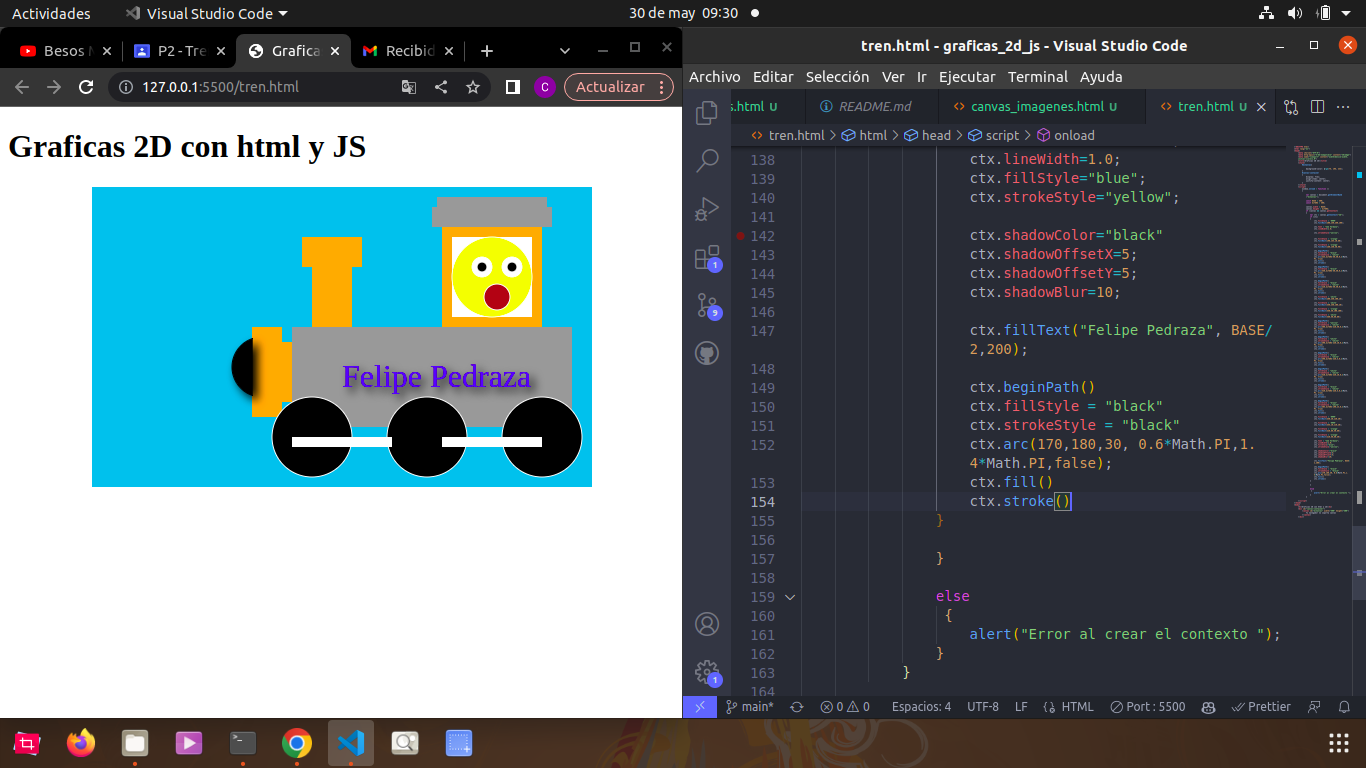 Actividades
Visual Studio Code
30 de may 09:30
Besos
P2 - Tre
Grafica
Recibid
127.0.0.1:5500/tren.html
C
Actualizar
Graficas 2D con html y JS
Felipe Pedraza
tren.html - graficas_2d_js - Visual Studio Code
Archivo Editar Selección Ver Ir Ejecutar Terminal Ayuda
s.html U
README.md
canvas_imagenes.html U
tren.html U
tren.html > html > head > script > onload
138 ctx.lineWidth=1.0;
139 ctx.fillStyle="blue";
140 ctx.strokeStyle="yellow";
141
142 ctx.shadowColor="black"
143 ctx.shadowOffsetX=5;
144 ctx.shadowOffsetY=5;
145 ctx.shadowBlur=10;
146
147 ctx.fillText("Felipe Pedraza", BASE/
2,200);
148
149 ctx.beginPath()
150 ctx.fillStyle = "black"
151 ctx.strokeStyle = "black"
152 ctx.arc(170,180,30, 0.6*Math.PI,1.
4*Math.PI,false);
153 ctx.fill()
154 ctx.stroke()
155 }
156
157 }
158
159 else
160 {
161 alert("Error al crear el contexto ");
162 }
163 }
164
1
9
1
main*
0 0
Espacios: 4
UTF-8
LF
HTML
Port : 5500
Prettier